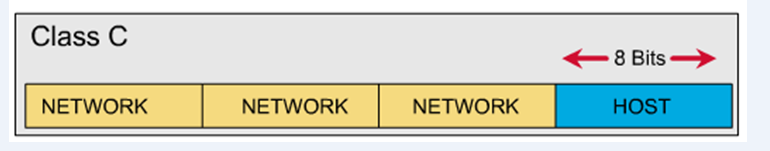 Class C
8 Bits
NETWORK NETWORK NETWORK HOST